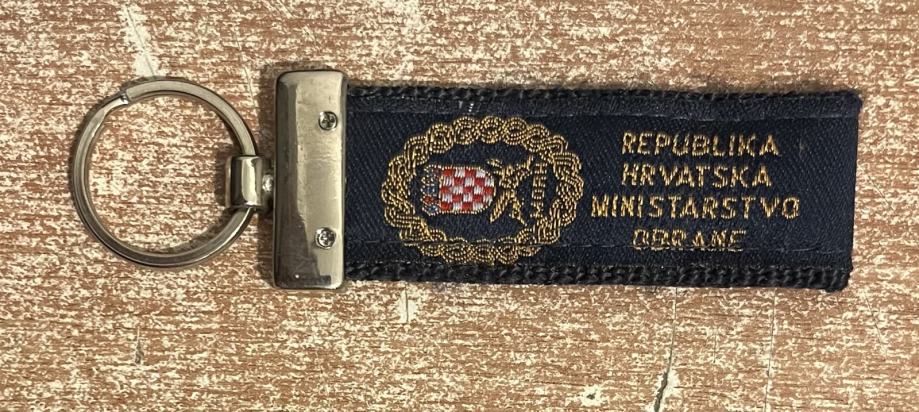 REPUBLIKA
HRVATSKA
MINISTARSTVO
OBRANE